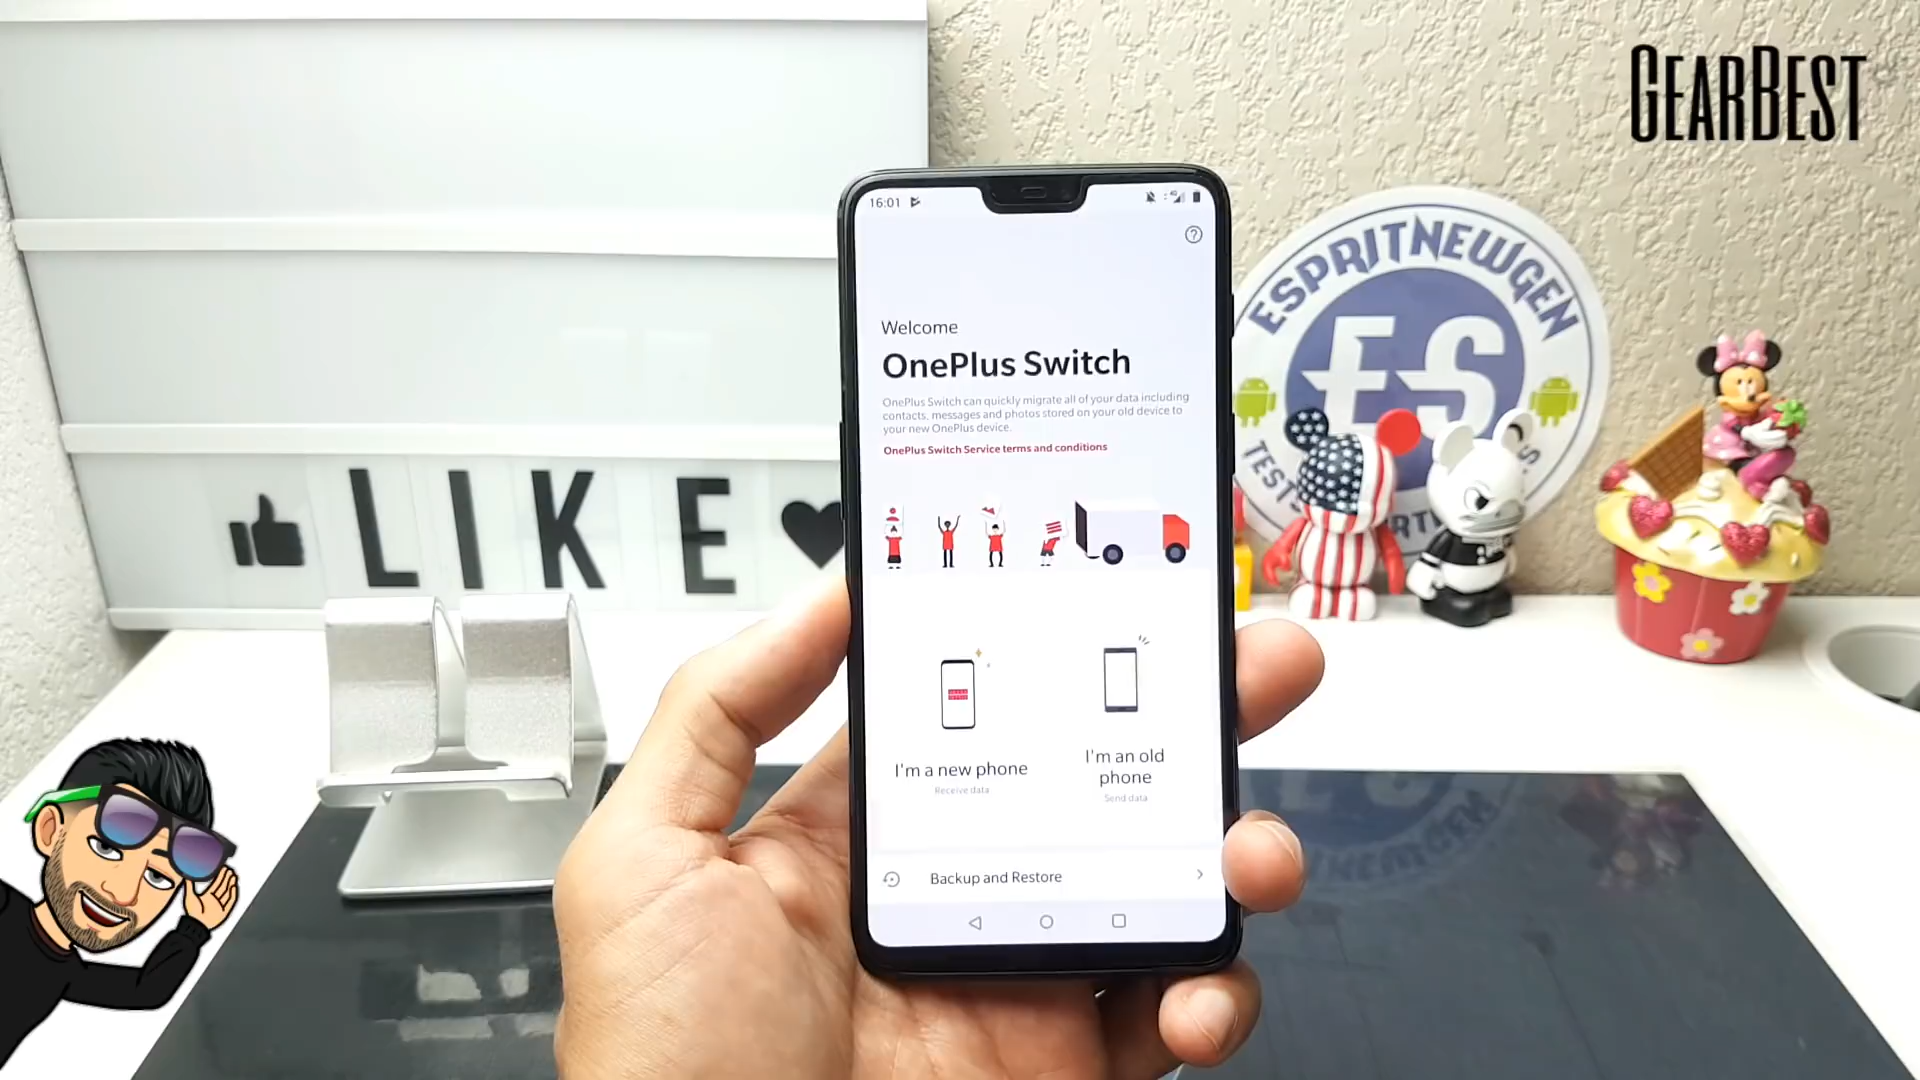 GEARBEST
16:01
Welcome
OnePlus Switch
OnePlus Switch can quickly migrate all of your data including
contacts, messages and photos stored on your old device to
your new OnePlus device.
OnePlus Switch Service terms and conditions
I'm a new phone
Receive data
I'm an old
phone
Send data
Backup and Restore
LIKE
ESPRITNEWGEN
ES